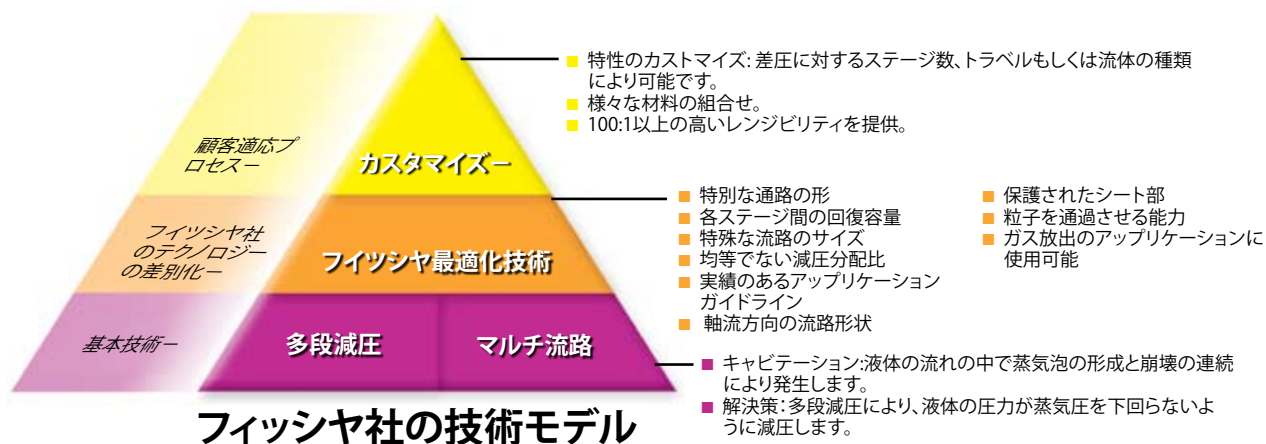 ■ 特性のカストマイズ: 差圧に対するステージ数、トラベルもしくは流体の種類
により可能です。
■ 様々な材料の組合せ。
■ 100:1以上の高いレンジビリティを提供。
顧客適応プ
ロセスー
カスタマイズー
■ 特別な通路の形
■ 各ステージ間の回復容量
■ 特殊な流路のサイズ
■ 均等でない減圧分配比
■ 実績のあるアップリケーション
ガイドライン
■ 軸流方向の流路形状
■ 保護されたシート部
■ 粒子を通過させる能力
■ ガス放出のアップリケーションに
使用可能
フイツシヤ社
のテクノロジー
の差別化ー
フイツシヤ最適化技術
基本技術ー
多段減圧
マルチ流路
■ キャビテーション:液体の流れの中で蒸気泡の形成と崩壊の連続
により発生します。
■ 解決策:多段減圧により、液体の圧力が蒸気圧を下回らないよ
うに減圧します。
フィッシヤ社の技術モデル